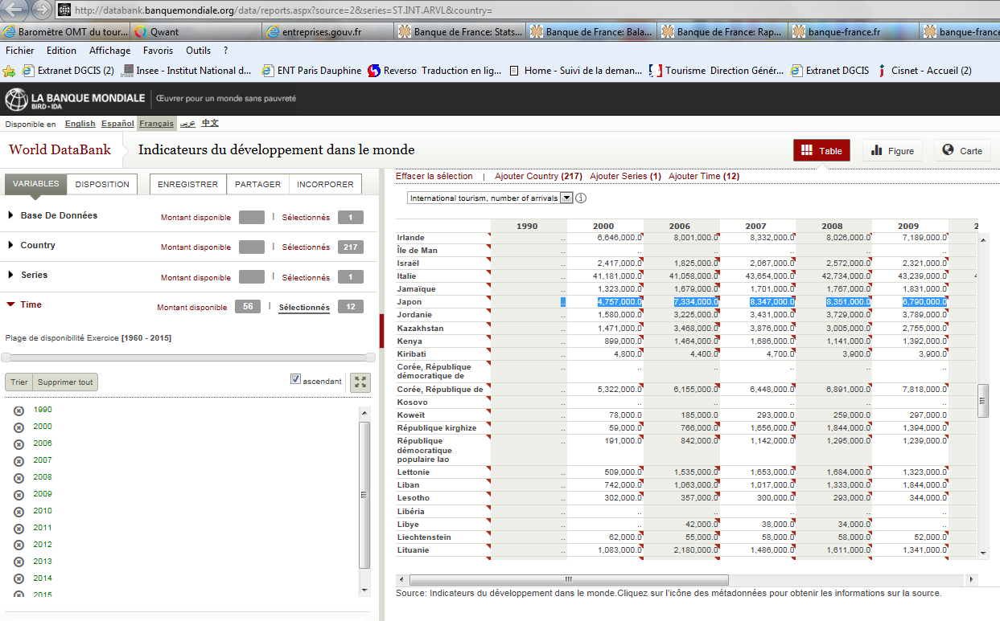 http://databank.banquemondiale.org/data/reports.aspx?source=2&series=ST.INT.ARVL&country=
Baromètre OMT du tour... Qwant entreprises.gouv.fr Banque de France: Stats... Banque de France: Bala... Banque de France: Rap... banque-france.fr banque-france
Fichier Edition Affichage Favoris Outils ?
Extranet DGCIS (2) Insee - Institut National d... ENT Paris Dauphine Reverso Traduction en lig... Home - Suivi de la deman... Tourisme Direction Génér... Extranet DGCIS Cisnet - Accueil (2)
LA BANQUE MONDIALE
BIRD • IDA
Œuvrer pour un monde sans pauvreté
Disponible en English Español Français عربي 中文
World DataBank Indicateurs du développement dans le monde
Table Figure Carte
VARIABLES DISPOSITION ENREGISTRER PARTAGER INCORPORER
Base De Données Montant disponible | Sélectionnés 1
Country Montant disponible | Sélectionnés 217
Series Montant disponible | Sélectionnés 1
Time Montant disponible 56 | Sélectionnés 12
Plage de disponibilité Exercice [1960 - 2015]
Trier Supprimer tout ascendant
1990
2000
2006
2007
2008
2009
2010
2011
2012
2013
2014
2015
Effacer la sélection | Ajouter Country (217) Ajouter Series (1) Ajouter Time (12)
International tourism, number of arrivals
1990 2000 2006 2007 2008 2009 2
Irlande .. 6,646,000.0 8,001,000.0 8,332,000.0 8,026,000.0 7,189,000.0
Île de Man .. .. .. .. .. ..
Israël .. 2,417,000.0 1,825,000.0 2,067,000.0 2,572,000.0 2,321,000.0
Italie .. 41,181,000.0 41,058,000.0 43,654,000.0 42,734,000.0 43,239,000.0 4
Jamaïque .. 1,323,000.0 1,679,000.0 1,701,000.0 1,767,000.0 1,831,000.0
Japon .. 4,757,000.0 7,334,000.0 8,347,000.0 8,351,000.0 6,790,000.0
Jordanie .. 1,580,000.0 3,225,000.0 3,431,000.0 3,729,000.0 3,789,000.0
Kazakhstan .. 1,471,000.0 3,468,000.0 3,876,000.0 3,005,000.0 2,755,000.0
Kenya .. 899,000.0 1,464,000.0 1,686,000.0 1,141,000.0 1,392,000.0
Kiribati .. 4,800.0 4,400.0 4,700.0 3,900.0 3,900.0
Corée, République
démocratique de .. .. .. .. .. ..
Corée, République de .. 5,322,000.0 6,155,000.0 6,448,000.0 6,891,000.0 7,818,000.0
Kosovo .. .. .. .. .. ..
Koweït .. 78,000.0 185,000.0 293,000.0 259,000.0 297,000.0
République kirghize .. 59,000.0 766,000.0 1,656,000.0 1,844,000.0 1,394,000.0
République .. 191,000.0 842,000.0 1,142,000.0 1,295,000.0 1,239,000.0
démocratique
populaire lao
Lettonie .. 509,000.0 1,535,000.0 1,653,000.0 1,684,000.0 1,323,000.0
Liban .. 742,000.0 1,063,000.0 1,017,000.0 1,333,000.0 1,844,000.0
Lesotho .. 302,000.0 357,000.0 300,000.0 293,000.0 344,000.0
Libéria .. .. .. .. .. ..
Libye .. .. 42,000.0 38,000.0 34,000.0 ..
Liechtenstein .. 62,000.0 55,000.0 58,000.0 58,000.0 52,000.0
Lituanie .. 1,083,000.0 2,180,000.0 1,486,000.0 1,611,000.0 1,341,000.0
Source: Indicateurs du développement dans le monde.Cliquez sur l'icône des métadonnées pour obtenir les informations sur la source.